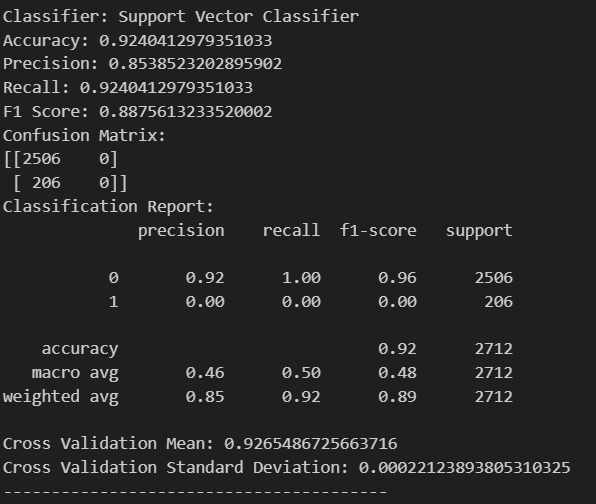 Classifier: Support Vector Classifier
Accuracy: 0.9240412979351033
Precision: 0.8538523202895902
Recall: 0.9240412979351033
F1 Score: 0.8875613233520002
Confusion Matrix:
[[2506    0]
 [ 206    0]]
Classification Report:
              precision    recall  f1-score   support

           0       0.92      1.00      0.96      2506
           1       0.00      0.00      0.00       206

    accuracy                           0.92      2712
   macro avg       0.46      0.50      0.48      2712
weighted avg       0.85      0.92      0.89      2712

Cross Validation Mean: 0.9265486725663716
Cross Validation Standard Deviation: 0.00022123893805310325
----------------------------------------